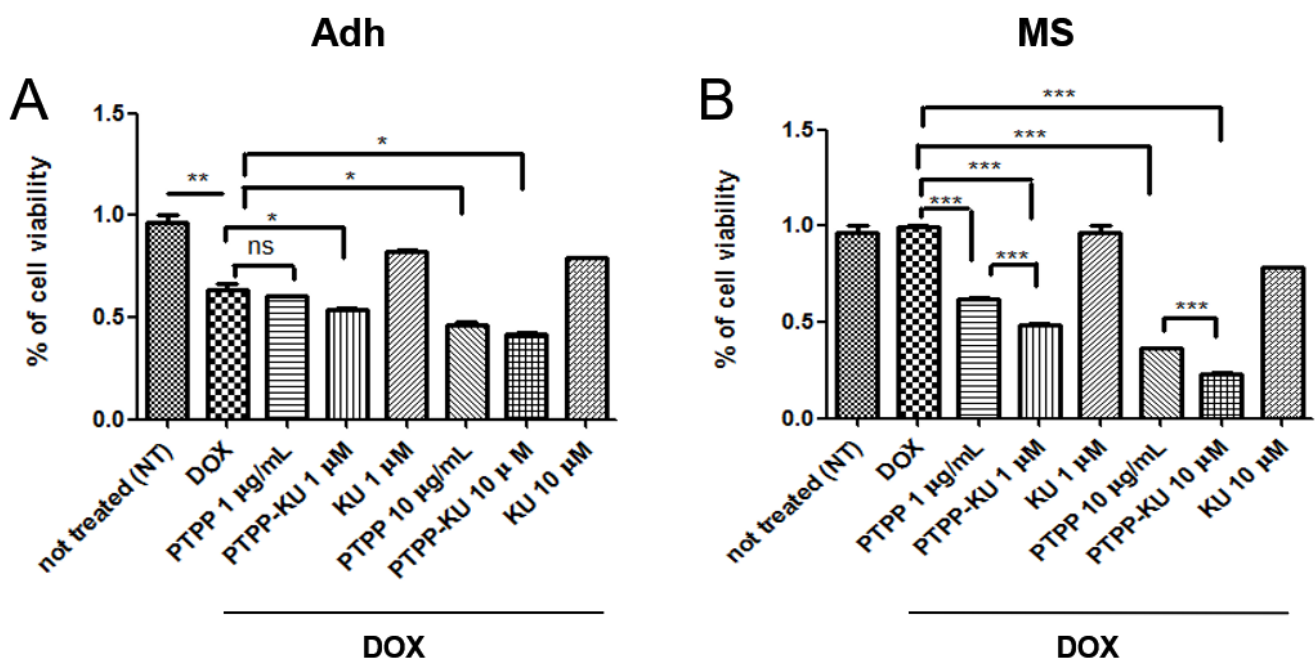 Adh
A
% of cell viability
1.5
1.0
0.5
0.0
**
ns
*
*
*
not treated (NT)
DOX
PTPP 1 µg/mL
PTPP-KU 1 µM
KU 1 µM
PTPP 10 µg/mL
PTPP-KU 10 µ M
KU 10 µM
DOX
MS
B
% of cell viability
1.5
1.0
0.5
0.0
***
***
***
***
***
***
not treated (NT)
DOX
PTPP 1 µg/mL
PTPP-KU 1 µM
KU 1 µM
PTPP 10 µg/mL
PTPP-KU 10 µM
KU 10 µM
DOX